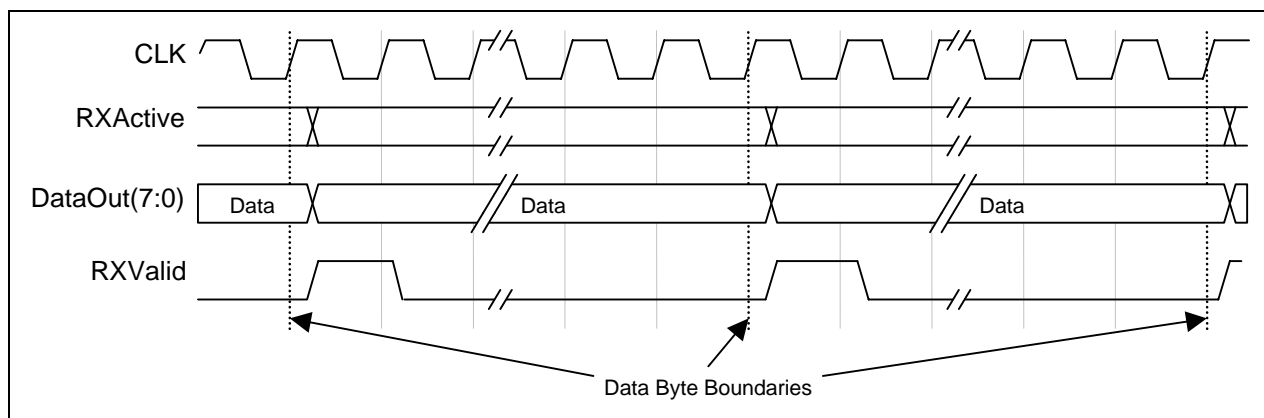 CLK
RXActive
DataOut(7:0)
Data
Data
Data
RXValid
Data Byte Boundaries